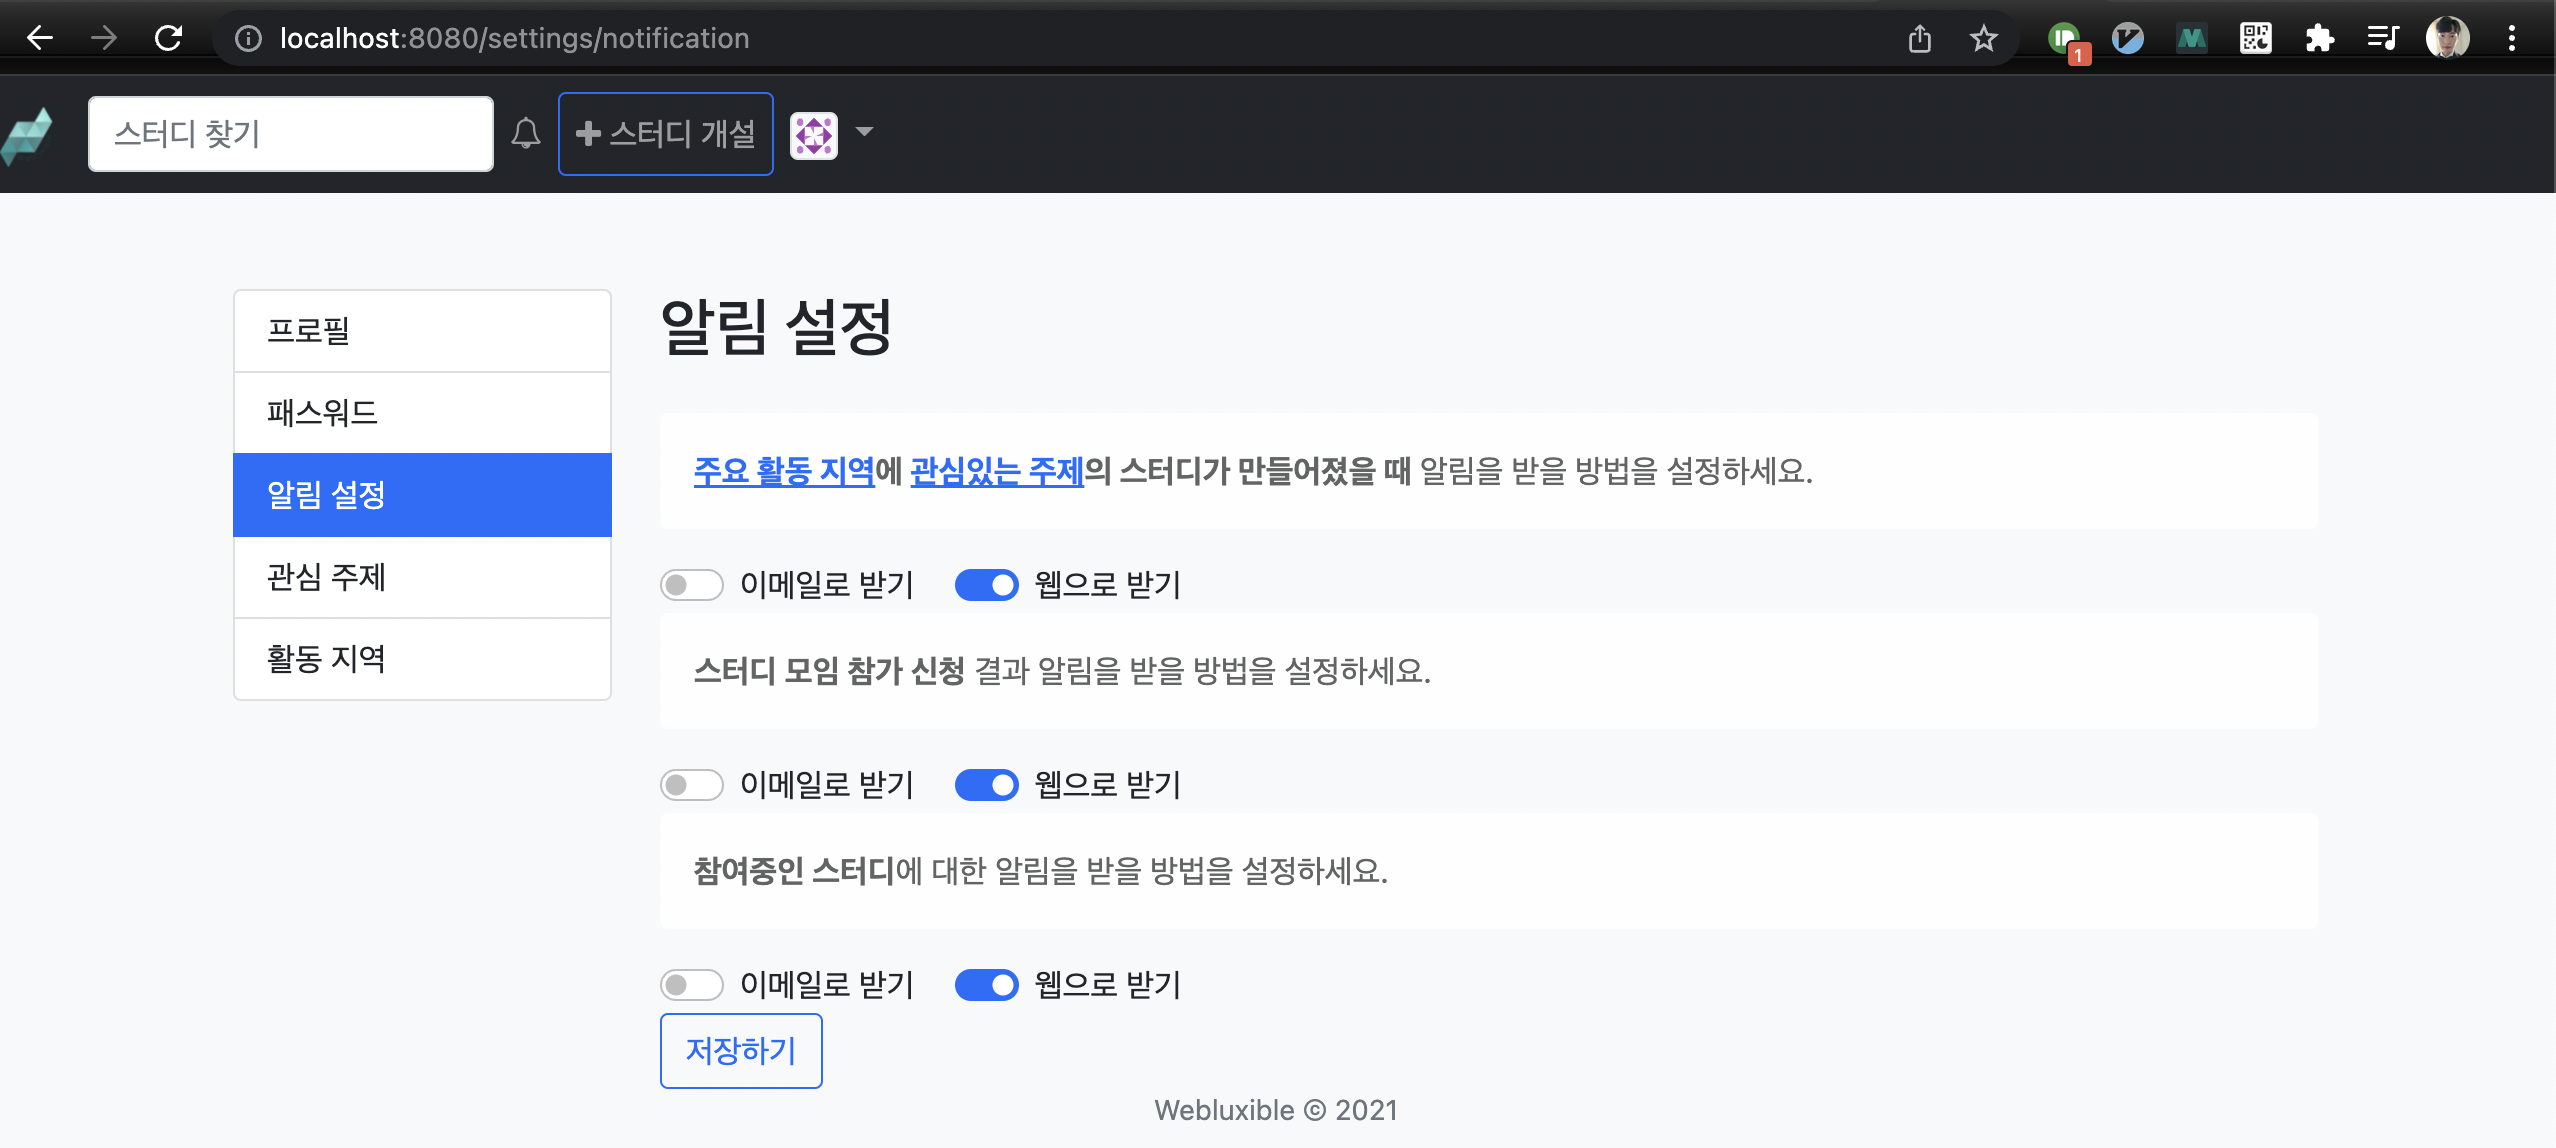 localhost:8080/settings/notification
1
스터디 찾기
스터디 개설
프로필
패스워드
알림 설정
관심 주제
활동 지역
알림 설정
주요 활동 지역에 관심있는 주제의 스터디가 만들어졌을 때 알림을 받을 방법을 설정하세요.
이메일로 받기 웹으로 받기
스터디 모임 참가 신청 결과 알림을 받을 방법을 설정하세요.
이메일로 받기 웹으로 받기
참여중인 스터디에 대한 알림을 받을 방법을 설정하세요.
이메일로 받기 웹으로 받기
저장하기
Webluxible © 2021